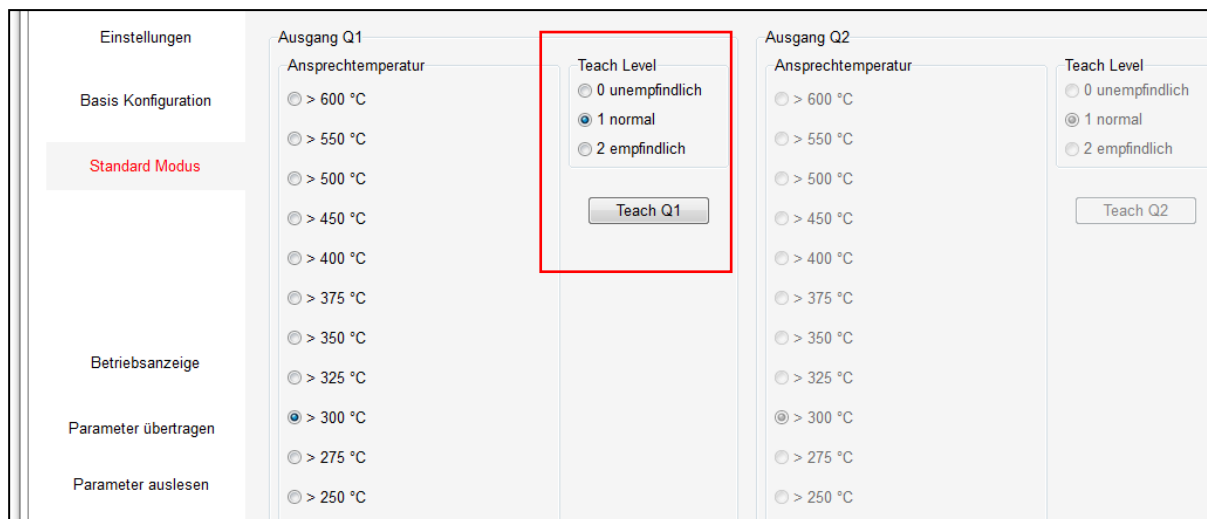 Einstellungen
Basis Konfiguration
Standard Modus
Betriebsanzeige
Parameter übertragen
Parameter auslesen
Ausgang Q1
Ansprechtemperatur
> 600 °C
> 550 °C
> 500 °C
> 450 °C
> 400 °C
> 375 °C
> 350 °C
> 325 °C
> 300 °C
> 275 °C
> 250 °C
Teach Level
0 unempfindlich
1 normal
2 empfindlich
Teach Q1
Ausgang Q2
Ansprechtemperatur
> 600 °C
> 550 °C
> 500 °C
> 450 °C
> 400 °C
> 375 °C
> 350 °C
> 325 °C
> 300 °C
> 275 °C
> 250 °C
Teach Level
0 unempfindlich
1 normal
2 empfindlich
Teach Q2